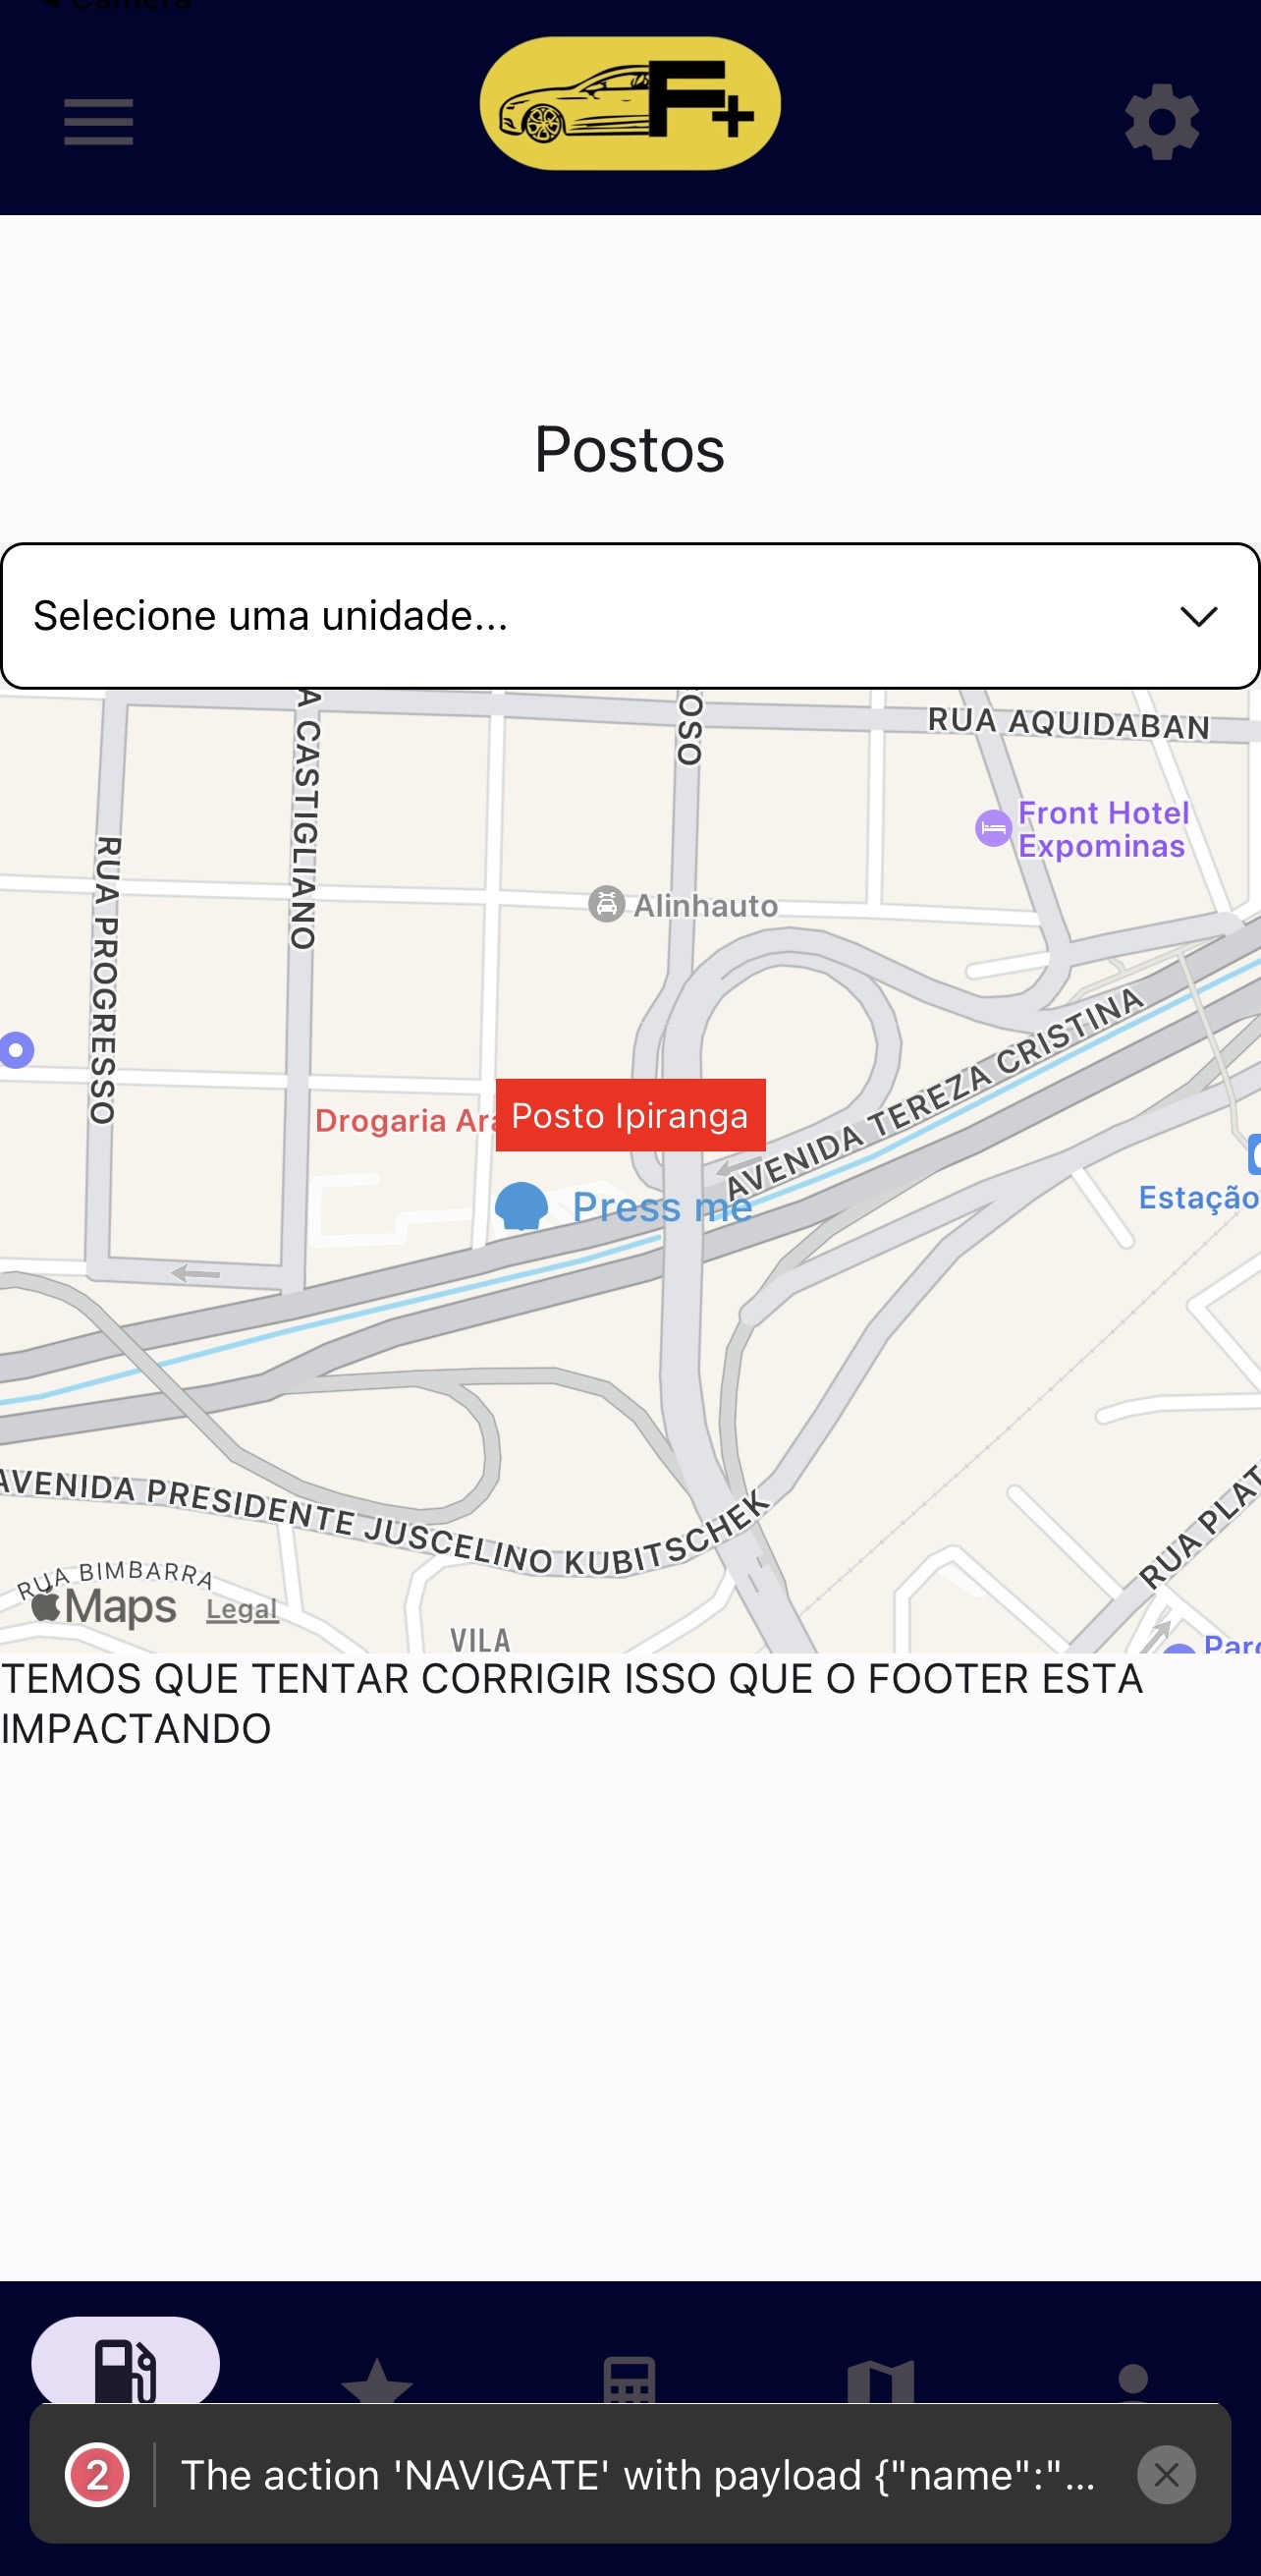 F+
Postos
Selecione uma unidade...
A CASTIGLIANO
OSO
RUA AQUIDABAN
Front Hotel
Expominas
RUA PROGRESSO
Alinhauto
AVENIDA TEREZA CRISTINA
Drogaria Ara
Posto Ipiranga
Press me
Estação
AVENIDA PRESIDENTE JUSCELINO KUBITSCHEK
RUA PLAT
RUA BIMBARRA
Maps Legal
VILA
Parq
TEMOS QUE TENTAR CORRIGIR ISSO QUE O FOOTER ESTA
IMPACTANDO
2 The action 'NAVIGATE' with payload {"name":"...